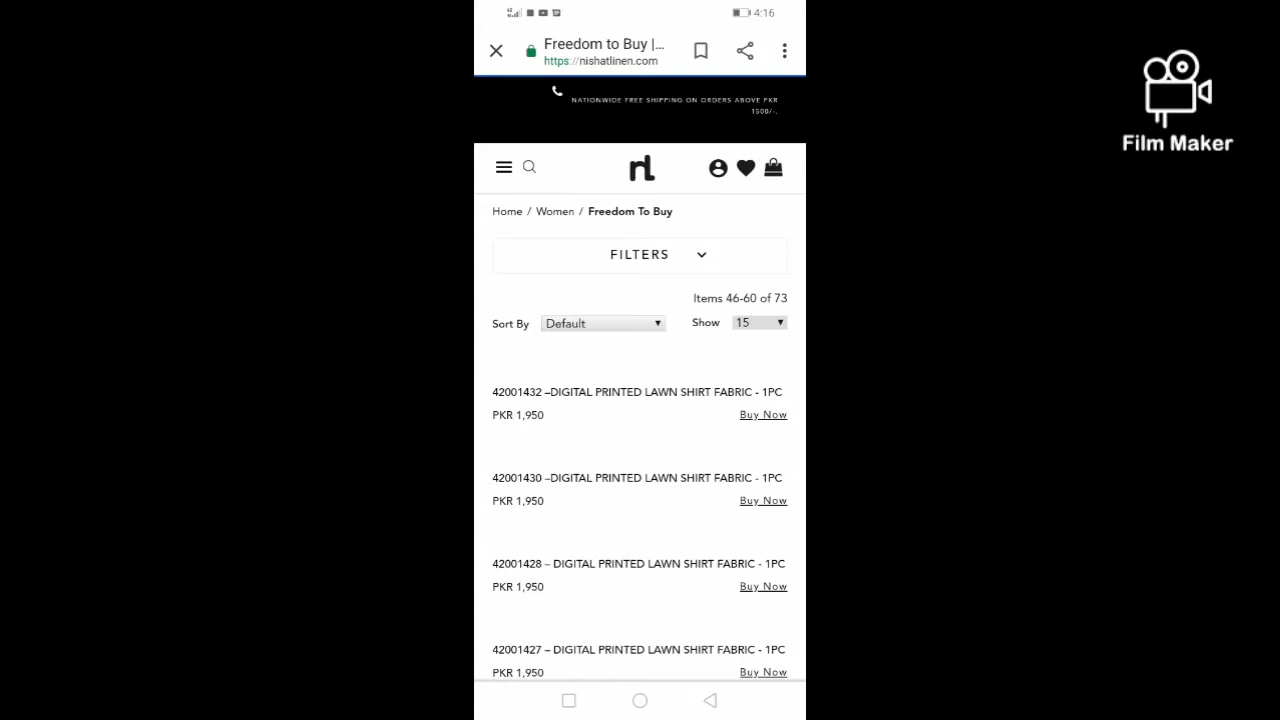 4:16
Freedom to Buy |...
https://nishatlinen.com
NATIONWIDE FREE SHIPPING ON ORDERS ABOVE PKR
1500/-.
nL
Home / Women / Freedom To Buy
FILTERS
Items 46-60 of 73
Sort By Default Show 15
42001432 –DIGITAL PRINTED LAWN SHIRT FABRIC - 1PC
PKR 1,950 Buy Now
42001430 –DIGITAL PRINTED LAWN SHIRT FABRIC - 1PC
PKR 1,950 Buy Now
42001428 – DIGITAL PRINTED LAWN SHIRT FABRIC - 1PC
PKR 1,950 Buy Now
42001427 – DIGITAL PRINTED LAWN SHIRT FABRIC - 1PC
PKR 1,950 Buy Now
Film Maker